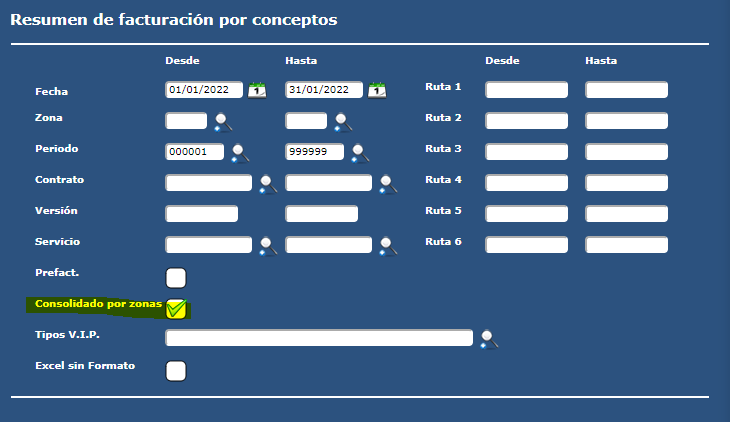 Resumen de facturación por conceptos
Desde Hasta Desde Hasta
Fecha 01/01/2022 31/01/2022 Ruta 1
Zona Ruta 2
Periodo 000001 999999 Ruta 3
Contrato Ruta 4
Versión Ruta 5
Servicio Ruta 6
Prefact.
Consolidado por zonas
Tipos V.I.P.
Excel sin Formato